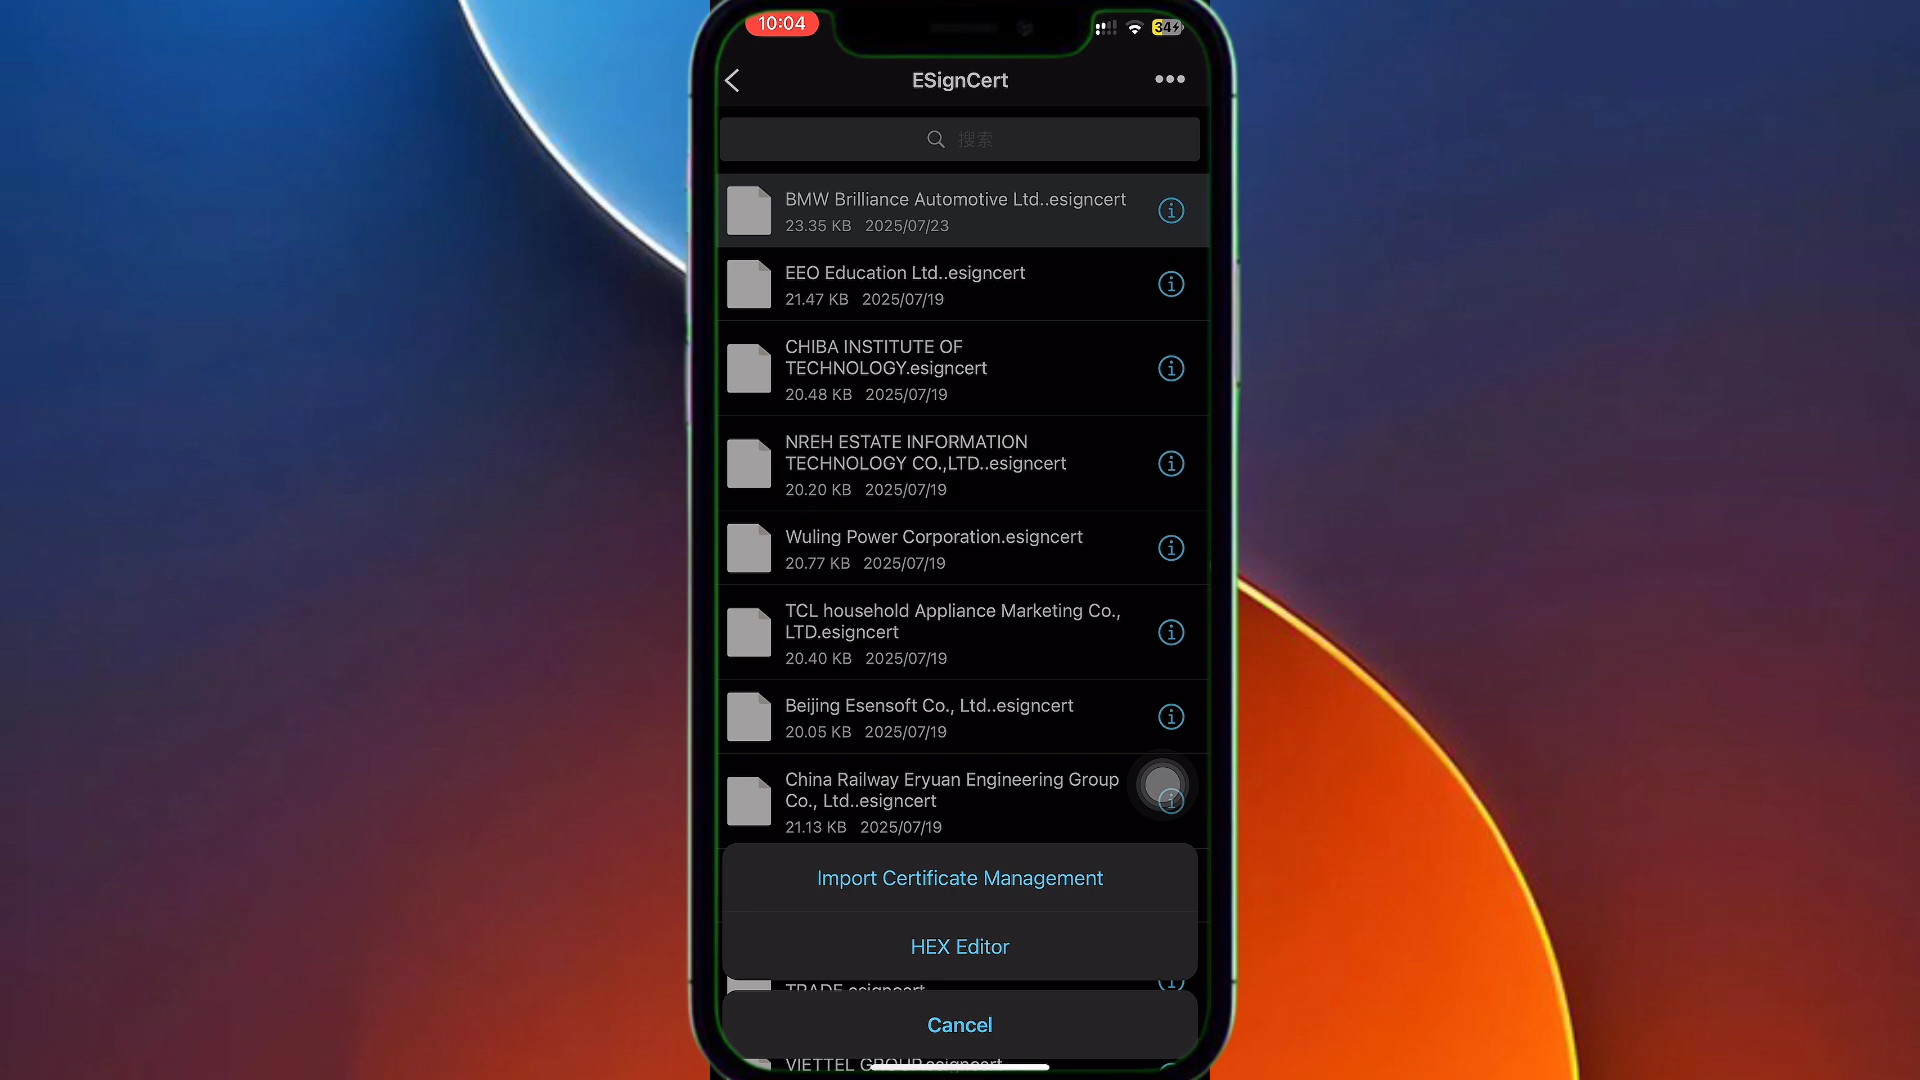 10:04
34
ESignCert
搜索
BMW Brilliance Automotive Ltd..esigncert
23.35 KB 2025/07/23
EEO Education Ltd..esigncert
21.47 KB 2025/07/19
CHIBA INSTITUTE OF
TECHNOLOGY.esigncert
20.48 KB 2025/07/19
NREH ESTATE INFORMATION
TECHNOLOGY CO.,LTD..esigncert
20.20 KB 2025/07/19
Wuling Power Corporation.esigncert
20.77 KB 2025/07/19
TCL household Appliance Marketing Co.,
LTD.esigncert
20.40 KB 2025/07/19
Beijing Esensoft Co., Ltd..esigncert
20.05 KB 2025/07/19
China Railway Eryuan Engineering Group
Co., Ltd..esigncert
21.13 KB 2025/07/19
Import Certificate Management
HEX Editor
TRADE.esigncert
Cancel
VIETTEL GROUP.esigncert